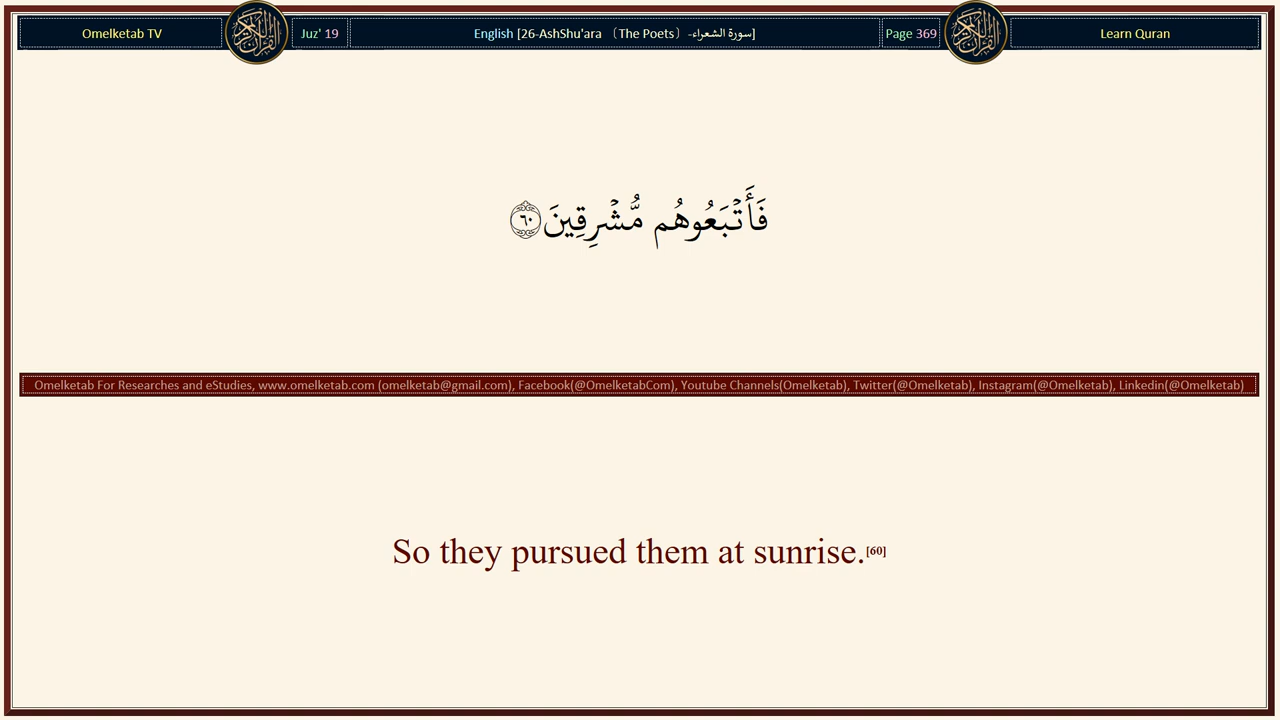 Omelketab TV
Juz' 19
English [26-AshShu'ara （The Poets）-سورة الشعراء]
Page 369
Learn Quran
فَأَتۡبَعُوهُم مُّشۡرِقِينَ ٦٠
Omelketab For Researches and eStudies, www.omelketab.com (omelketab@gmail.com), Facebook(@OmelketabCom), Youtube Channels(Omelketab), Twitter(@Omelketab), Instagram(@Omelketab), Linkedin(@Omelketab)
So they pursued them at sunrise.[60]